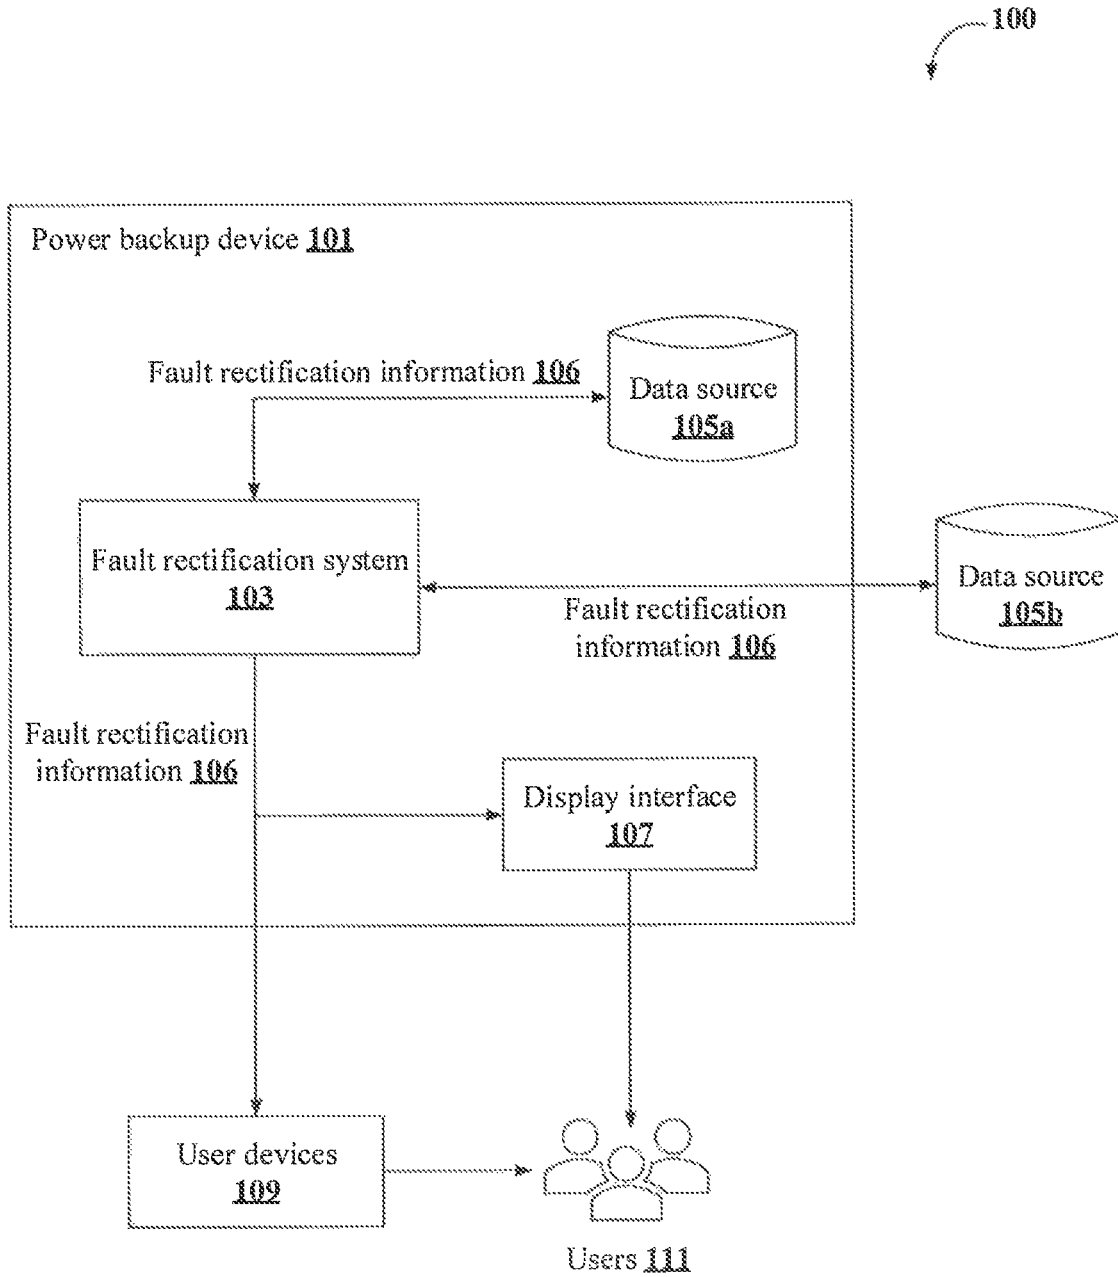 100
Power backup device 101
Fault rectification information 106
Data source
105a
Fault rectification system
103
Data source
105b
Fault rectification
information 106
Fault rectification
information 106
Display interface
107
User devices
109
Users 111